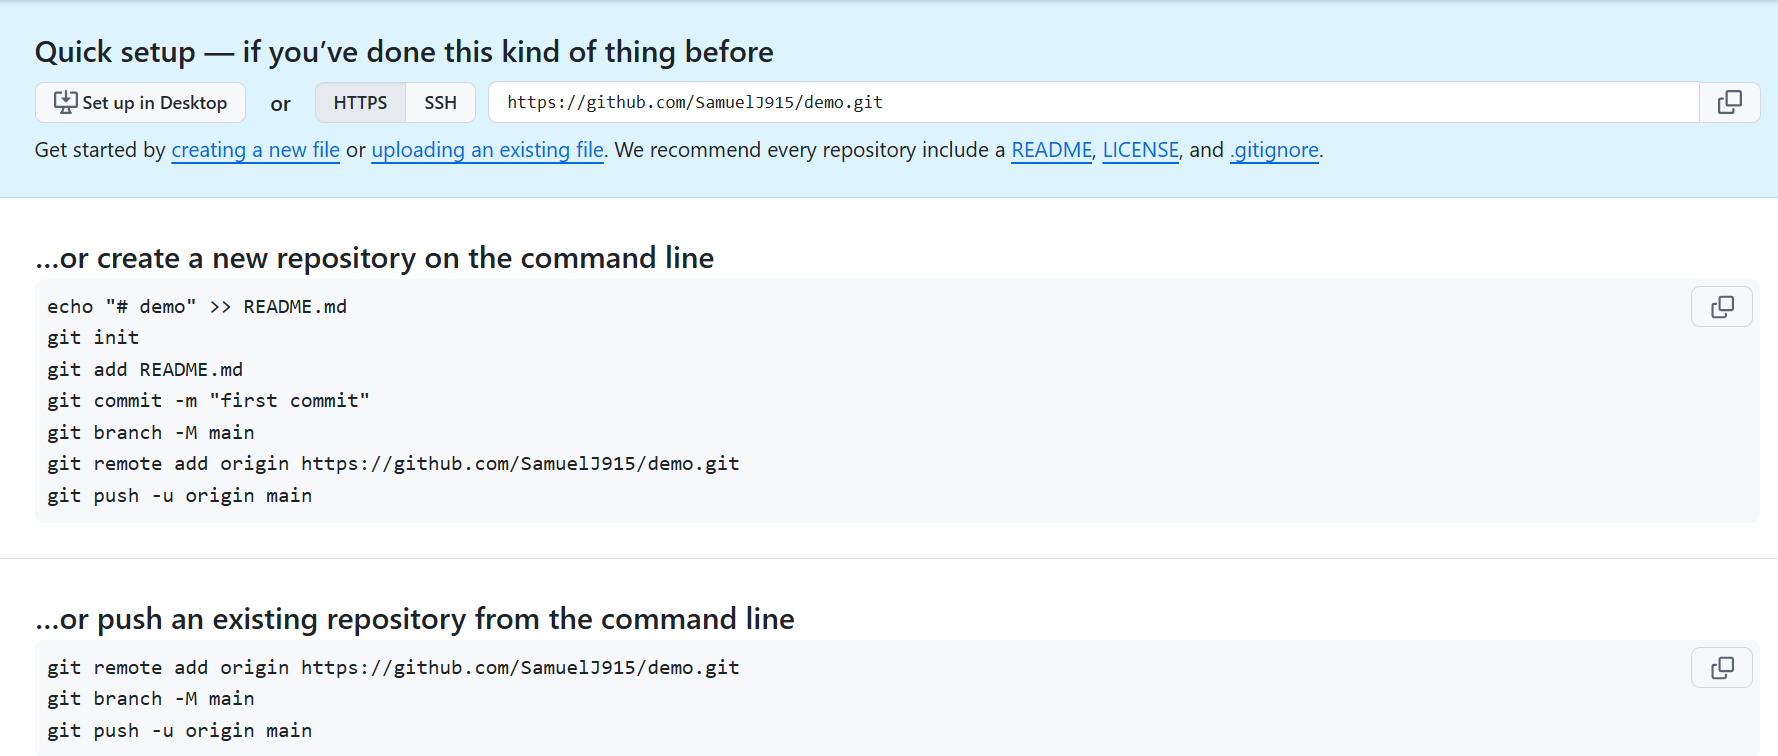 Quick setup — if you’ve done this kind of thing before
Set up in Desktop or HTTPS SSH https://github.com/SamuelJ915/demo.git
Get started by creating a new file or uploading an existing file. We recommend every repository include a README, LICENSE, and .gitignore.
…or create a new repository on the command line
echo "# demo" >> README.md
git init
git add README.md
git commit -m "first commit"
git branch -M main
git remote add origin https://github.com/SamuelJ915/demo.git
git push -u origin main
…or push an existing repository from the command line
git remote add origin https://github.com/SamuelJ915/demo.git
git branch -M main
git push -u origin main